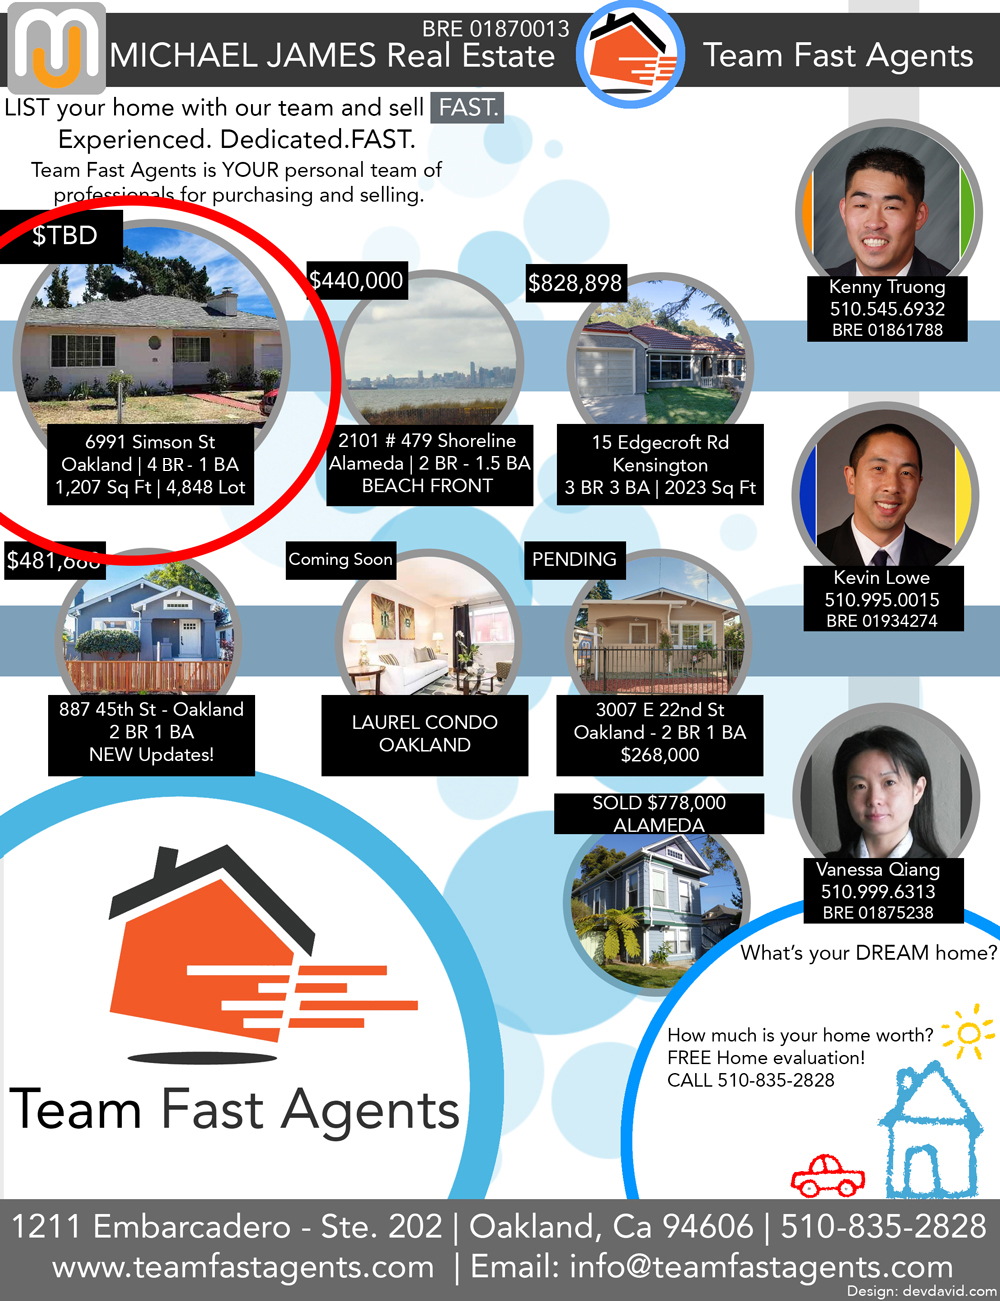 BRE 01870013
MICHAEL JAMES Real Estate
Team Fast Agents
LIST your home with our team and sell FAST.
Experienced. Dedicated.FAST.
Team Fast Agents is YOUR personal team of
professionals for purchasing and selling.
$TBD
6991 Simson St
Oakland | 4 BR - 1 BA
1,207 Sq Ft | 4,848 Lot
$440,000
2101 # 479 Shoreline
Alameda | 2 BR - 1.5 BA
BEACH FRONT
$828,898
15 Edgecroft Rd
Kensington
3 BR 3 BA | 2023 Sq Ft
Kenny Truong
510.545.6932
BRE 01861788
Kevin Lowe
510.995.0015
BRE 01934274
887 45th St - Oakland
2 BR 1 BA
NEW Updates!
Coming Soon
LAUREL CONDO
OAKLAND
PENDING
3007 E 22nd St
Oakland - 2 BR 1 BA
$268,000
SOLD $778,000
ALAMEDA
Vanessa Qiang
510.999.6313
BRE 01875238
Team Fast Agents
What's your DREAM home?
How much is your home worth?
FREE Home evaluation!
CALL 510-835-2828
1211 Embarcadero - Ste. 202 | Oakland, Ca 94606 | 510-835-2828
www.teamfastagents.com | Email: info@teamfastagents.com
Design: devdavid.com